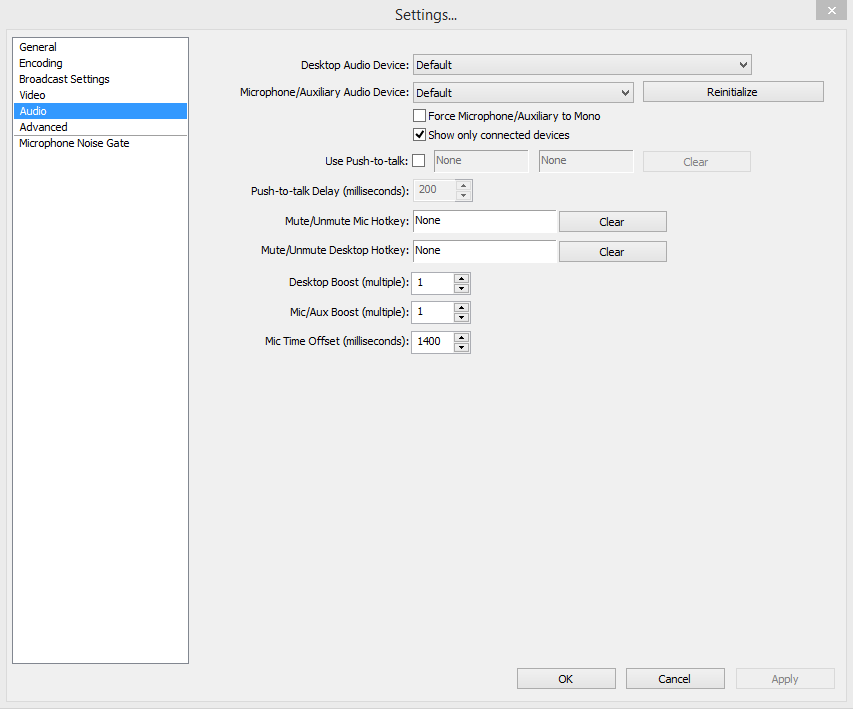 Settings...
General
Encoding
Broadcast Settings
Video
Audio
Advanced
Microphone Noise Gate
Desktop Audio Device: Default
Microphone/Auxiliary Audio Device: Default Reinitialize
Force Microphone/Auxiliary to Mono
Show only connected devices
Use Push-to-talk: None None Clear
Push-to-talk Delay (milliseconds): 200
Mute/Unmute Mic Hotkey: None Clear
Mute/Unmute Desktop Hotkey: None Clear
Desktop Boost (multiple): 1
Mic/Aux Boost (multiple): 1
Mic Time Offset (milliseconds): 1400
OK Cancel Apply